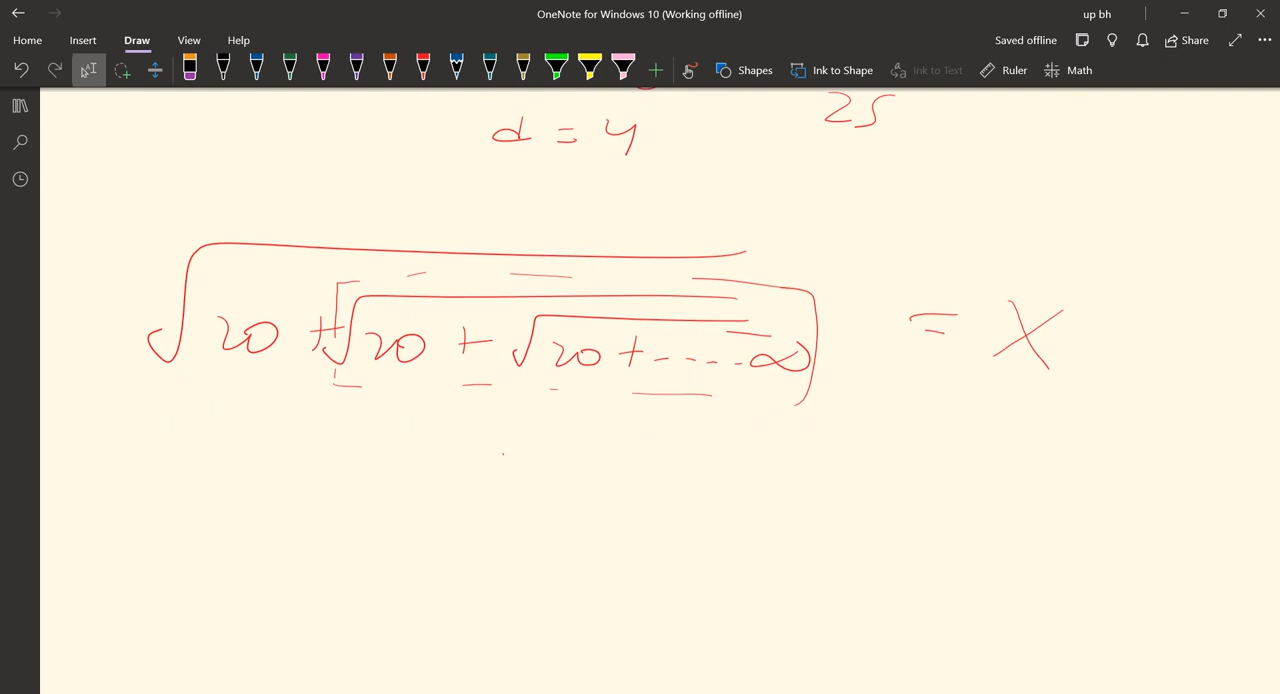 OneNote for Windows 10 (Working offline)
up bh
Home Insert Draw View Help
Saved offline
Share
Shapes
Ink to Shape
Ink to Text
Ruler
Math
d = 4
25
√20 + √20 + √20 + ..... ∞ = X